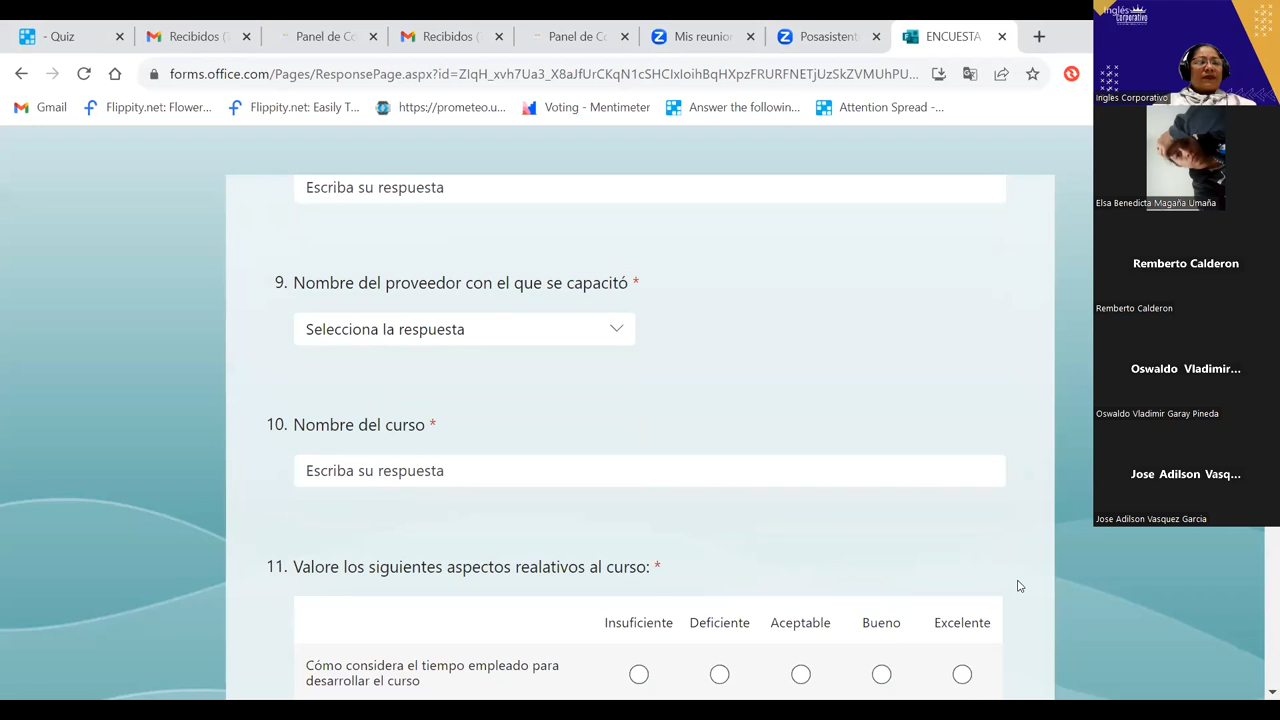 - Quiz
Recibidos (
Panel de Co
Recibidos (
Panel de Co
Mis reunion
Posasistent
ENCUESTA
forms.office.com/Pages/ResponsePage.aspx?id=
Gmail
Flippity.net: Flower...
Flippity.net: Easily T...
https://prometeo.u...
Voting - Mentimeter
Answer the followin...
Attention Spread -...
Escriba su respuesta
9. Nombre del proveedor con el que se capacitó *
Selecciona la respuesta
10. Nombre del curso *
Escriba su respuesta
11. Valore los siguientes aspectos realativos al curso: *
Insuficiente Deficiente Aceptable Bueno Excelente
Cómo considera el tiempo empleado para
desarrollar el curso
Inglés
Corporativo
Ingles Corporativo
Elsa Benedicta Magaña Umaña
Remberto Calderon
Remberto Calderon
Oswaldo Vladimir...
Oswaldo Vladimir Garay Pineda
Jose Adilson Vasq...
Jose Adilson Vasquez Garcia